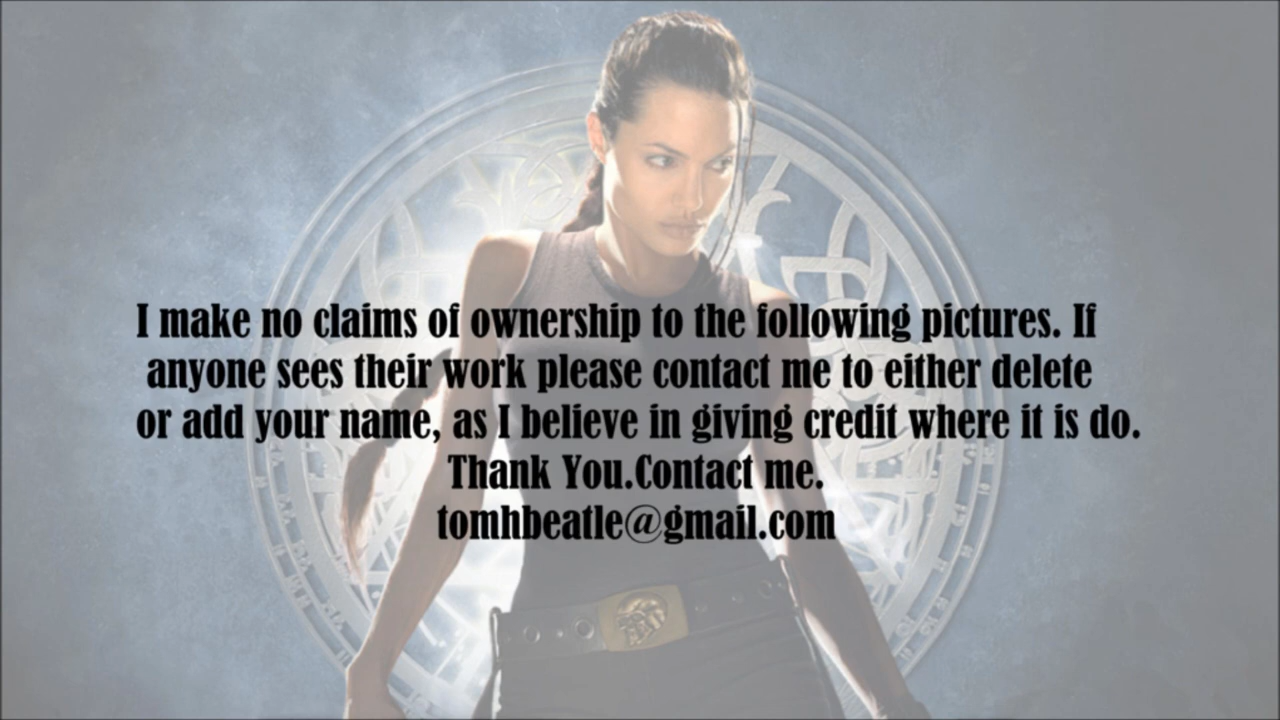 I make no claims of ownership to the following pictures. If
anyone sees their work please contact me to either delete
or add your name, as I believe in giving credit where it is do.
Thank You.Contact me.
tomhbeatle@gmail.com